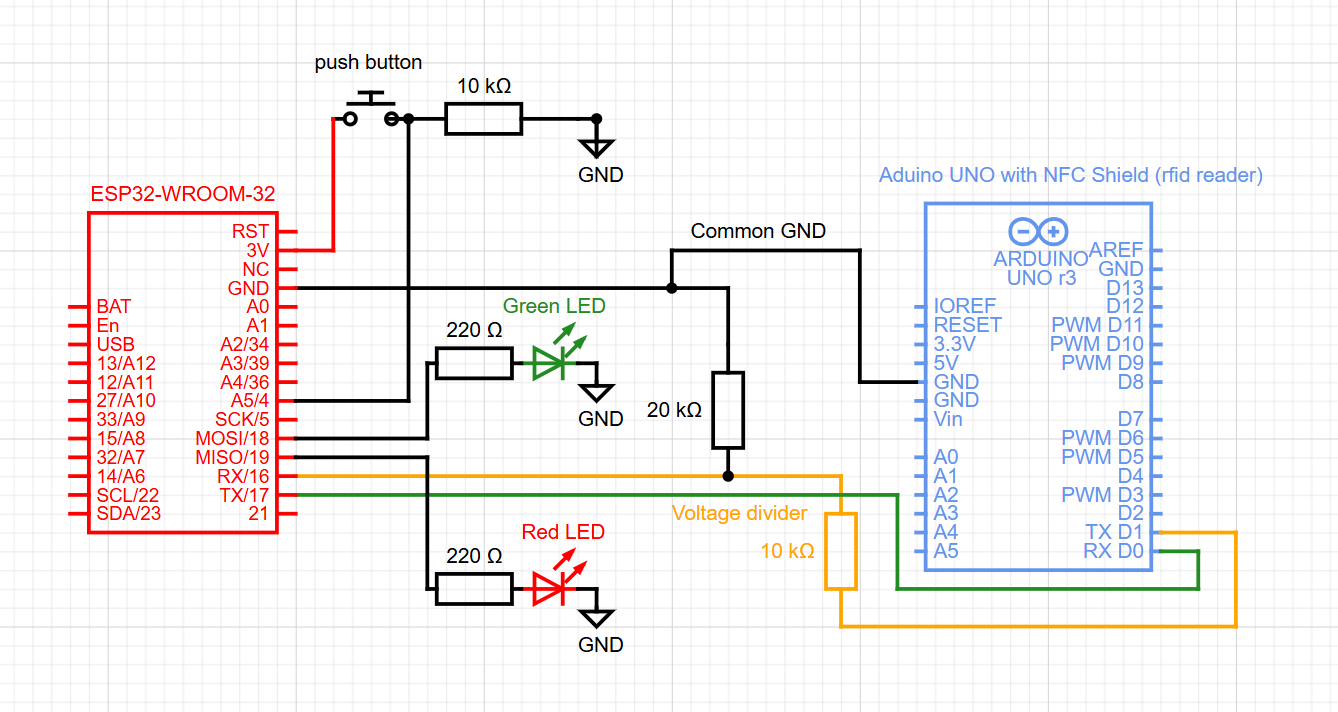 push button
10 kΩ
GND
ESP32-WROOM-32
RST
3V
NC
GND
A0
A1
A2/34
A3/39
A4/36
A5/4
SCK/5
MOSI/18
MISO/19
RX/16
TX/17
21
BAT
En
USB
13/A12
12/A11
27/A10
33/A9
15/A8
32/A7
14/A6
SCL/22
SDA/23
Green LED
220 Ω
GND
Common GND
20 kΩ
Voltage divider
10 kΩ
Red LED
220 Ω
GND
Aduino UNO with NFC Shield (rfid reader)
ARDUINO
UNO r3
IOREF
RESET
3.3V
5V
GND
GND
Vin
A0
A1
A2
A3
A4
A5
AREF
GND
D13
D12
PWM D11
PWM D10
PWM D9
D8
D7
PWM D6
PWM D5
D4
PWM D3
D2
TX D1
RX D0